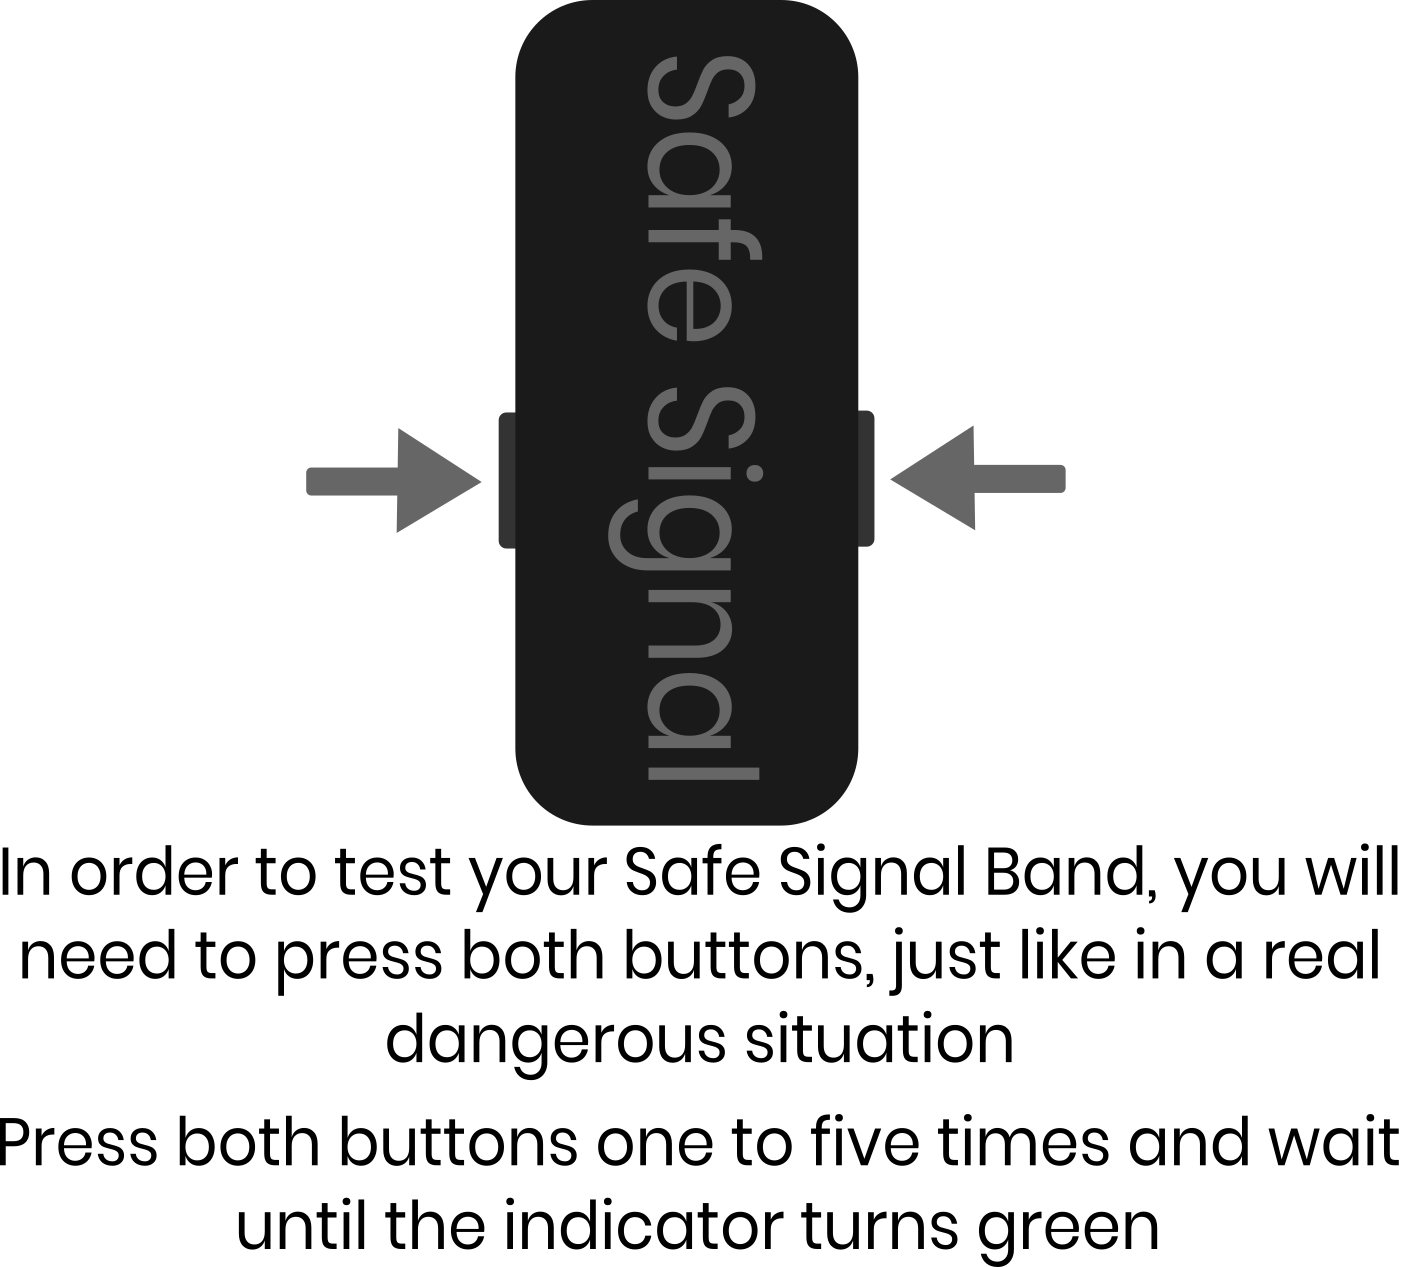 Safe Signal
In order to test your Safe Signal Band, you will
need to press both buttons, just like in a real
dangerous situation
Press both buttons one to five times and wait
until the indicator turns green